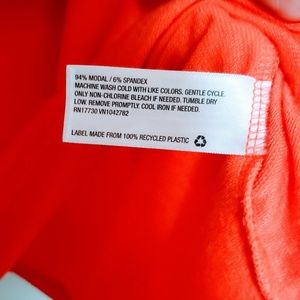 94% MODAL / 6% SPANDEX
MACHINE WASH COLD WITH LIKE COLORS. GENTLE CYCLE.
ONLY NON-CHLORINE BLEACH IF NEEDED. TUMBLE DRY
LOW. REMOVE PROMPTLY. COOL IRON IF NEEDED.
RN17730 VN1042782
LABEL MADE FROM 100% RECYCLED PLASTIC